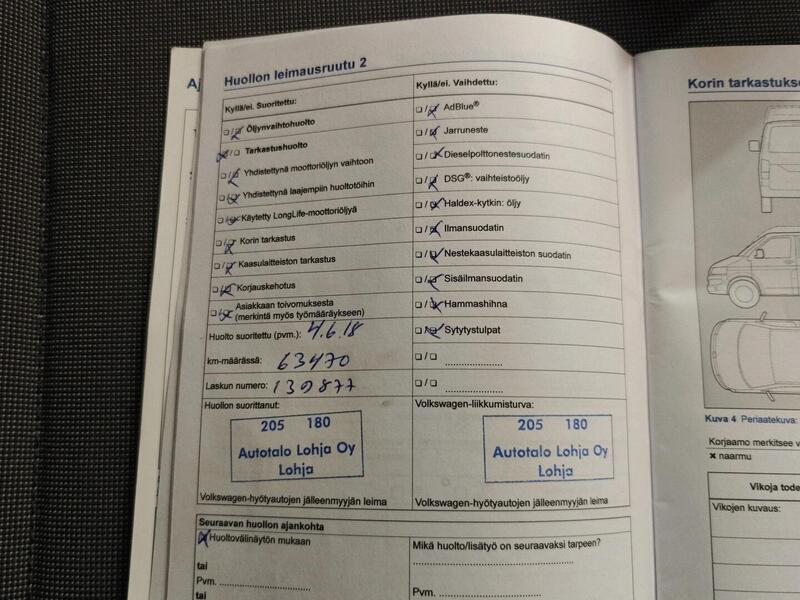 Aj
Huollon leimausruutu 2
Kyllä/ei. Suoritettu:
Öljynvaihtohuolto
Tarkastushuolto
Yhdistettynä moottoriöljyn vaihtoon
Yhdistettynä laajempiin huoltotöihin
Käytetty LongLife-moottoriöljyä
Korin tarkastus
Kaasulaitteiston tarkastus
Korjauskehotus
Asiakkaan toivomuksesta
(merkintä myös työmääräykseen)
Huolto suoritettu (pvm.): 4.6.18
km-määrässä: 63470
Laskun numero: 139877
Kyllä/ei. Vaihdettu:
AdBlue®
Jarruneste
Dieselpolttonestesuodatin
DSG®: vaihteistoöljy
Haldex-kytkin: öljy
Ilmansuodatin
Nestekaasulaitteiston suodatin
Sisäilmansuodatin
Hammashihna
Sytytystulpat
Huollon suorittanut:
205 180
Autotalo Lohja Oy
Lohja
Volkswagen-hyötyautojen jälleenmyyjän leima
Volkswagen-liikkumisturva:
205 180
Autotalo Lohja Oy
Lohja
Volkswagen-hyötyautojen jälleenmyyjän leima
Seuraavan huollon ajankohta
Huoltovälinäytön mukaan
tai
Pvm.
tai
Mikä huolto/lisätyö on seuraavaksi tarpeen?
Pvm.
Korin tarkastukse
Kuva 4 Periaatekuva:
Korjaamo merkitsee v
× naarmu
Vikoja tode
Vikojen kuvaus: